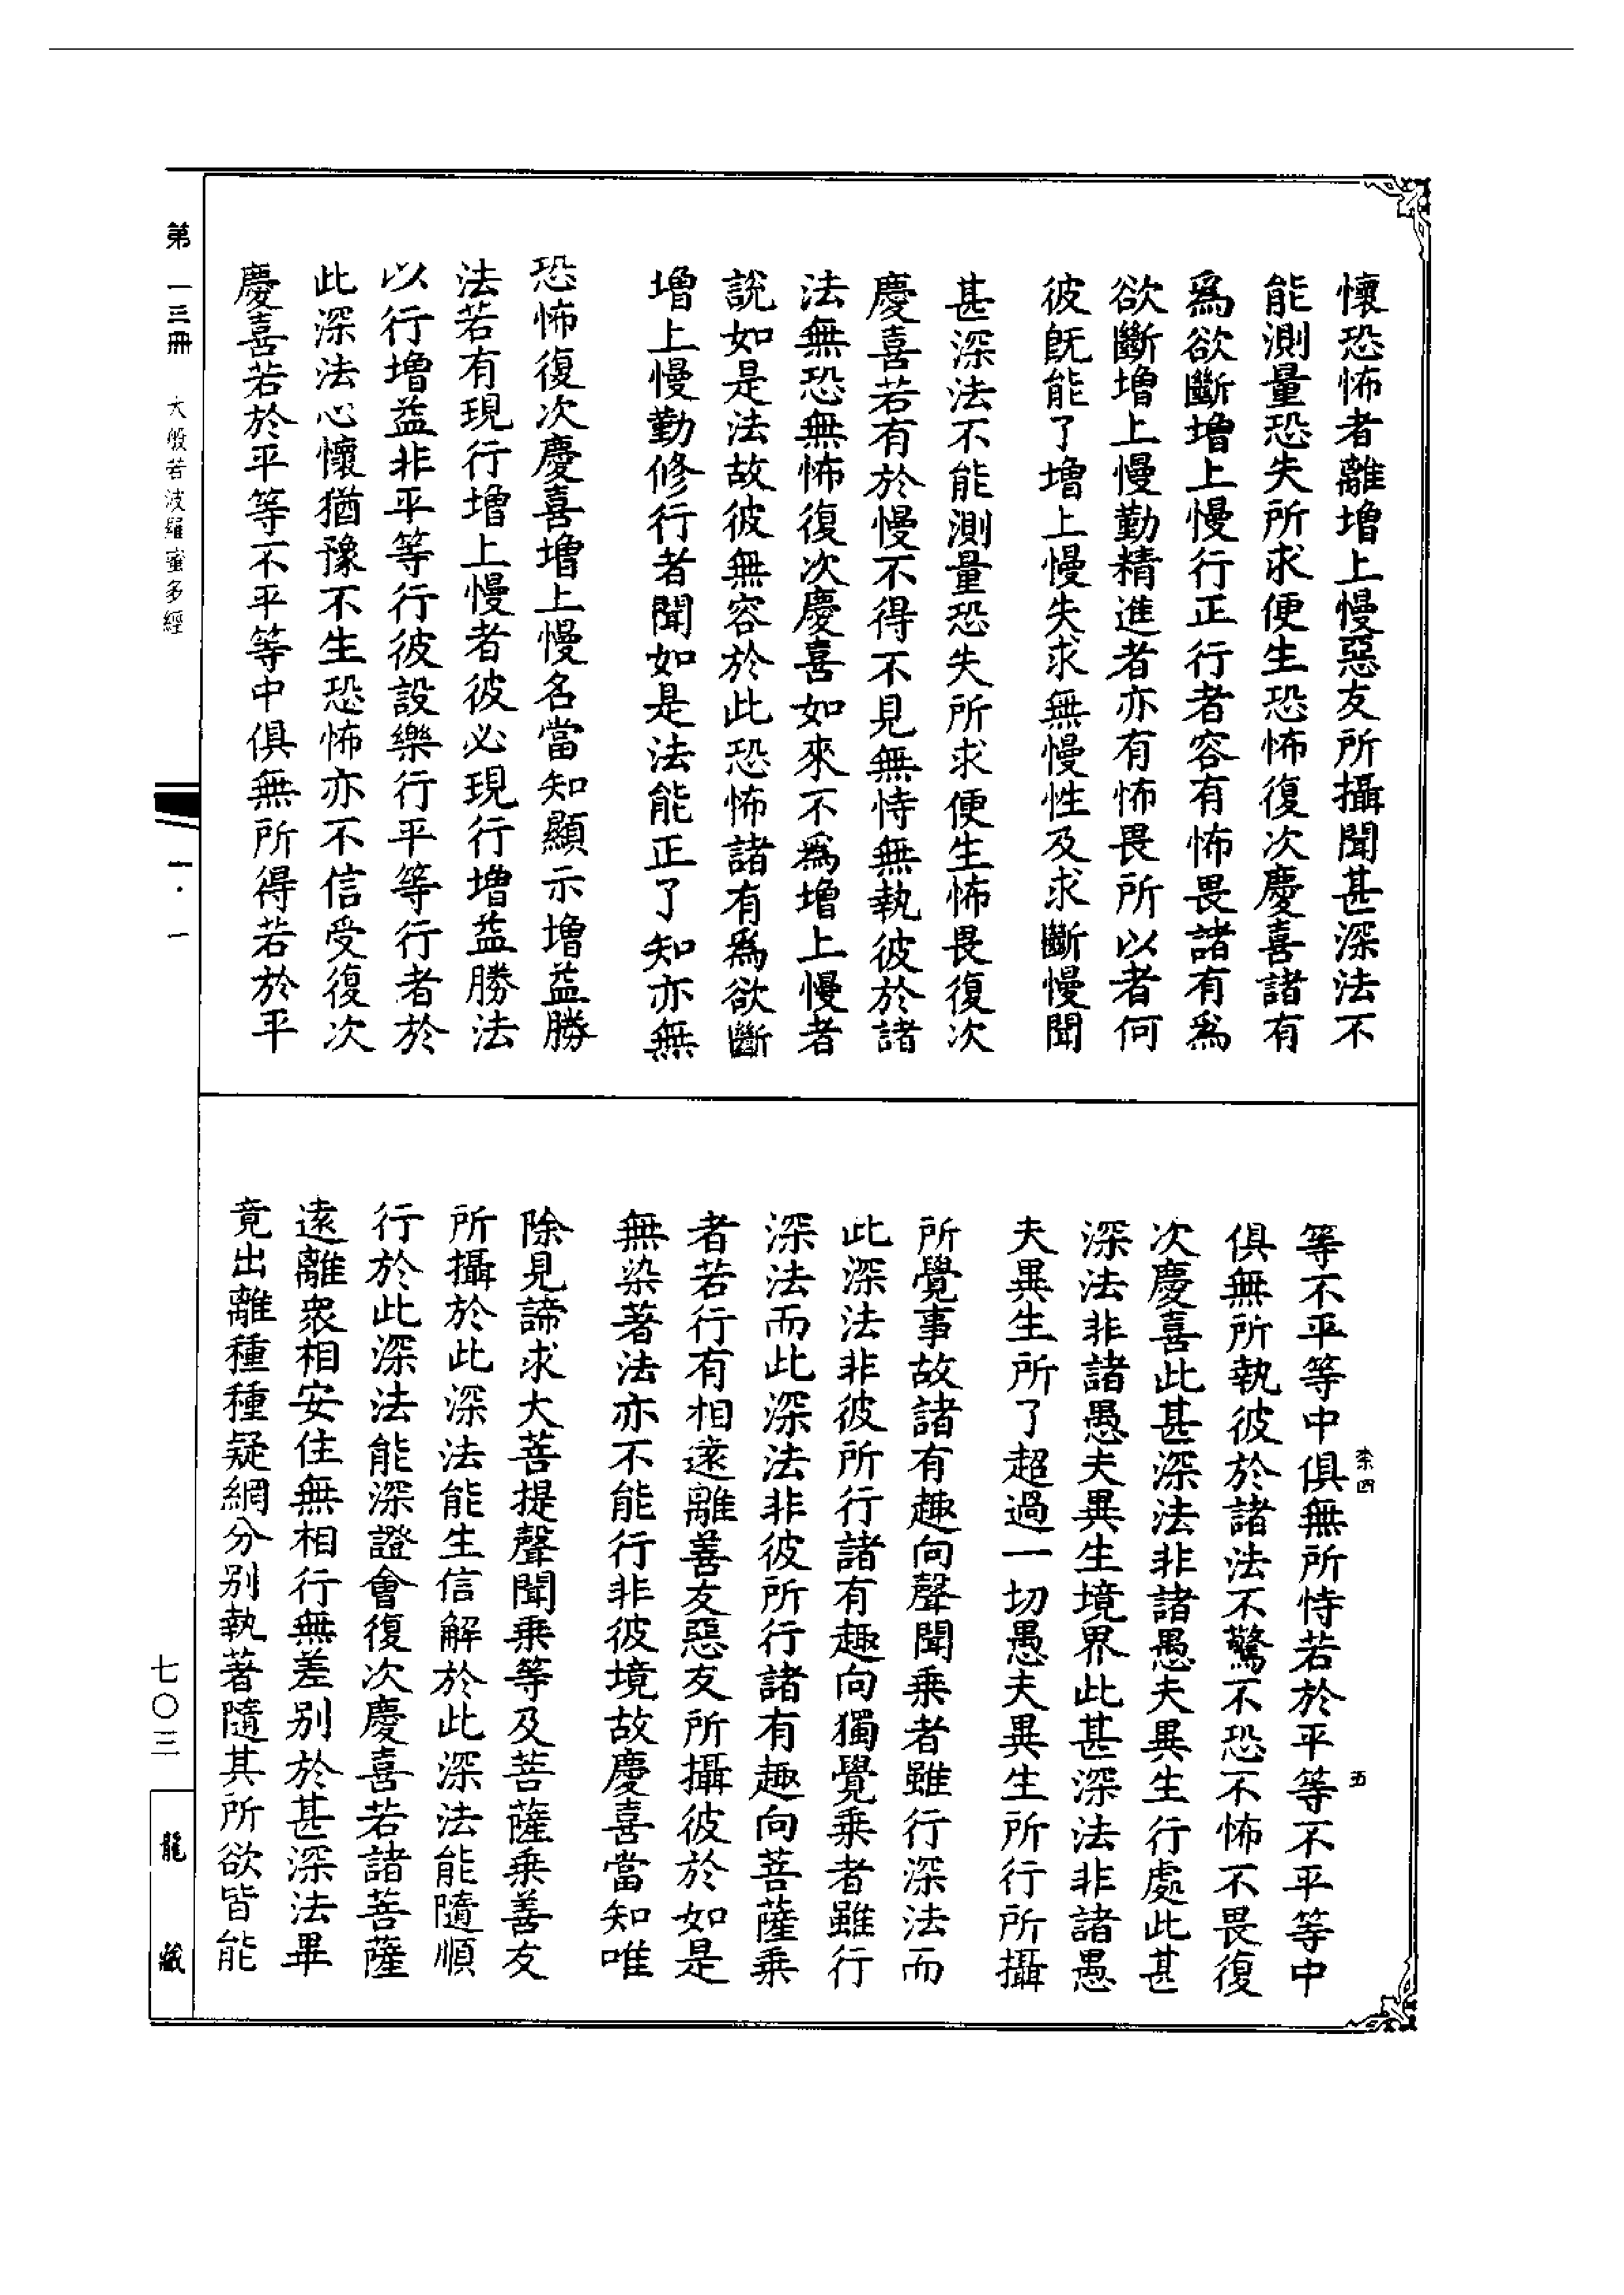 懷恐怖者離增上慢惡友所攝聞甚深法不
能測量恐失所求便生恐怖復次慶喜諸有
爲欲斷增上慢行正行者容有怖畏諸有爲
欲斷增上慢勤精進者亦有怖畏所以者何
彼旣能了增上慢失求無慢性及求斷慢聞
甚深法不能測量恐失所求便生怖畏復次
慶喜若有於慢不得不見無恃無執彼於諸
法無恐無怖復次慶喜如來不爲增上慢者
說如是法故彼無容於此恐怖諸有爲欲斷
增上慢勤修行者聞如是法能正了知亦無
恐怖復次慶喜增上慢名當知顯示增益勝
法若有現行增上慢者彼必現行增益勝法
以行增益非平等行彼設樂行平等行者於
此深法心懷猶豫不生恐怖亦不信受復次
慶喜若於平等不平等中俱無所得若於平
等不平等中俱無所恃若於平等不平等中
俱無所執彼於諸法不驚不恐不怖不畏復
次慶喜此甚深法非諸愚夫異生行處此甚
深法非諸愚夫異生境界此甚深法非諸愚
夫異生所了超過一切愚夫異生所行所攝
所覺事故諸有趣向聲聞乘者雖行深法而
此深法非彼所行諸有趣向獨覺乘者雖行
深法而此深法非彼所行諸有趣向菩薩乘
者若行有相遠離善友惡友所攝彼於如是
無染著法亦不能行非彼境故慶喜當知唯
除見諦求大菩提聲聞乘等及菩薩乘善友
所攝於此深法能生信解於此深法能隨順
行於此深法能深證會復次慶喜若諸菩薩
遠離衆相安住無相行無差別於甚深法畢
竟出離種種疑網分別執著隨其所欲皆能
柰四
五
第一三冊 大般若波羅蜜多經
一·一
七〇三
龍藏